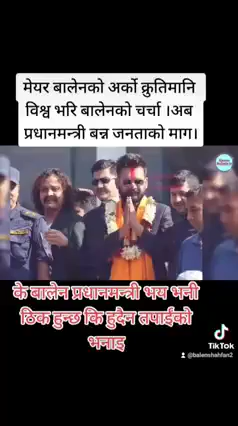 मेयर बालेनको अर्को क्रुतिमानि
विश्व भरि बालेनको चर्चा ।अब
प्रधानमन्त्री बन्न जनताको माग।
के बालेन प्रधानमन्त्री भय भनी
ठिक हुन्छ कि हुदैन तपाईंको
भनाइ
TikTok
@balenshahfan2